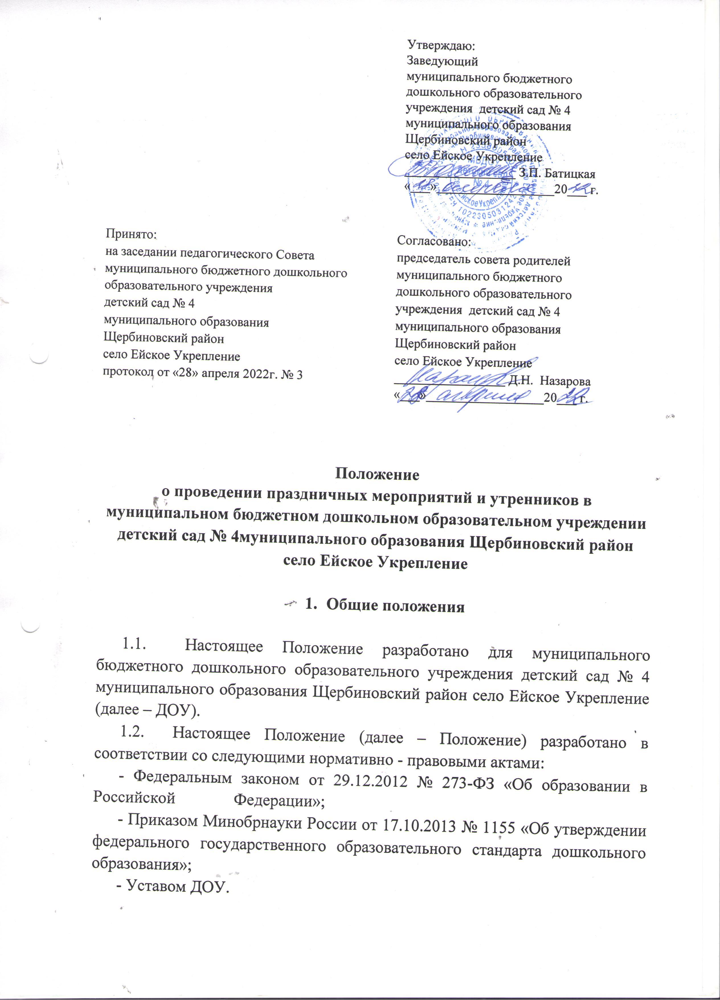 Утверждаю:
Заведующий
муниципального бюджетного
дошкольного образовательного
учреждения детский сад № 4
муниципального образования
Щербиновский район
село Ейское Укрепление
З.П. Батицкая
«28» апреля 2022 г.
МБДОУ
№ 4
1022305031242
Принято:
на заседании педагогического Совета
муниципального бюджетного дошкольного
образовательного учреждения
детский сад № 4
муниципального образования
Щербиновский район
село Ейское Укрепление
протокол от «28» апреля 2022г. № 3
Согласовано:
председатель совета родителей
муниципального бюджетного
дошкольного образовательного
учреждения детский сад № 4
муниципального образования
Щербиновский район
село Ейское Укрепление
Д.Н. Назарова
«28» апреля 2022 г.
Положение
о проведении праздничных мероприятий и утренников в
муниципальном бюджетном дошкольном образовательном учреждении
детский сад № 4муниципального образования Щербиновский район
село Ейское Укрепление
1. Общие положения
1.1. Настоящее Положение разработано для муниципального
бюджетного дошкольного образовательного учреждения детский сад № 4
муниципального образования Щербиновский район село Ейское Укрепление
(далее – ДОУ).
1.2. Настоящее Положение (далее – Положение) разработано в
соответствии со следующими нормативно - правовыми актами:
- Федеральным законом от 29.12.2012 № 273-ФЗ «Об образовании в
Российской Федерации»;
- Приказом Минобрнауки России от 17.10.2013 № 1155 «Об утверждении
федерального государственного образовательного стандарта дошкольного
образования»;
- Уставом ДОУ.